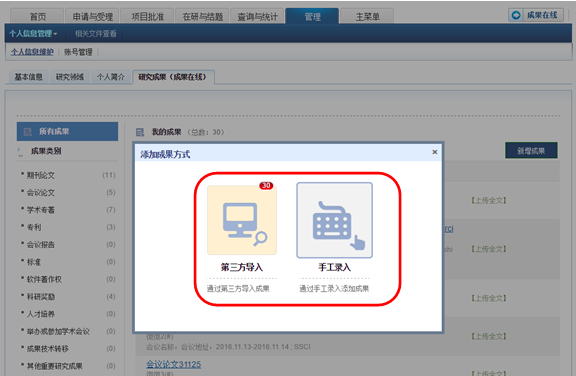 首页 申请与受理 项目批准 在研与结题 查询与统计 管理 主菜单 成果在线
个人信息管理 相关文件查看
个人信息维护 账号管理
基本信息 研究领域 个人简介 研究成果（成果在线）
所有成果 我的成果 （总数：30）
成果类别 添加成果方式 × 新增成果
期刊论文 (11)
会议论文 (5) 30 【上传全文】
学术专著 (7)
专利 (3)
会议报告 (0) 【上传全文】
标准 (0) 第三方导入 手工录入
软件著作权 (0) 通过第三方导入成果 通过手工录入添加成果
科研奖励 (4) 【上传全文】
人才培养 (0)
举办或参加学术会议 (0) 【上传全文】
成果技术转移 (0) 会议名称，会议地址，2016.11.13-2016.11.14；SSCI
其他重要研究成果 (0) 会议论文31125
【上传全文】